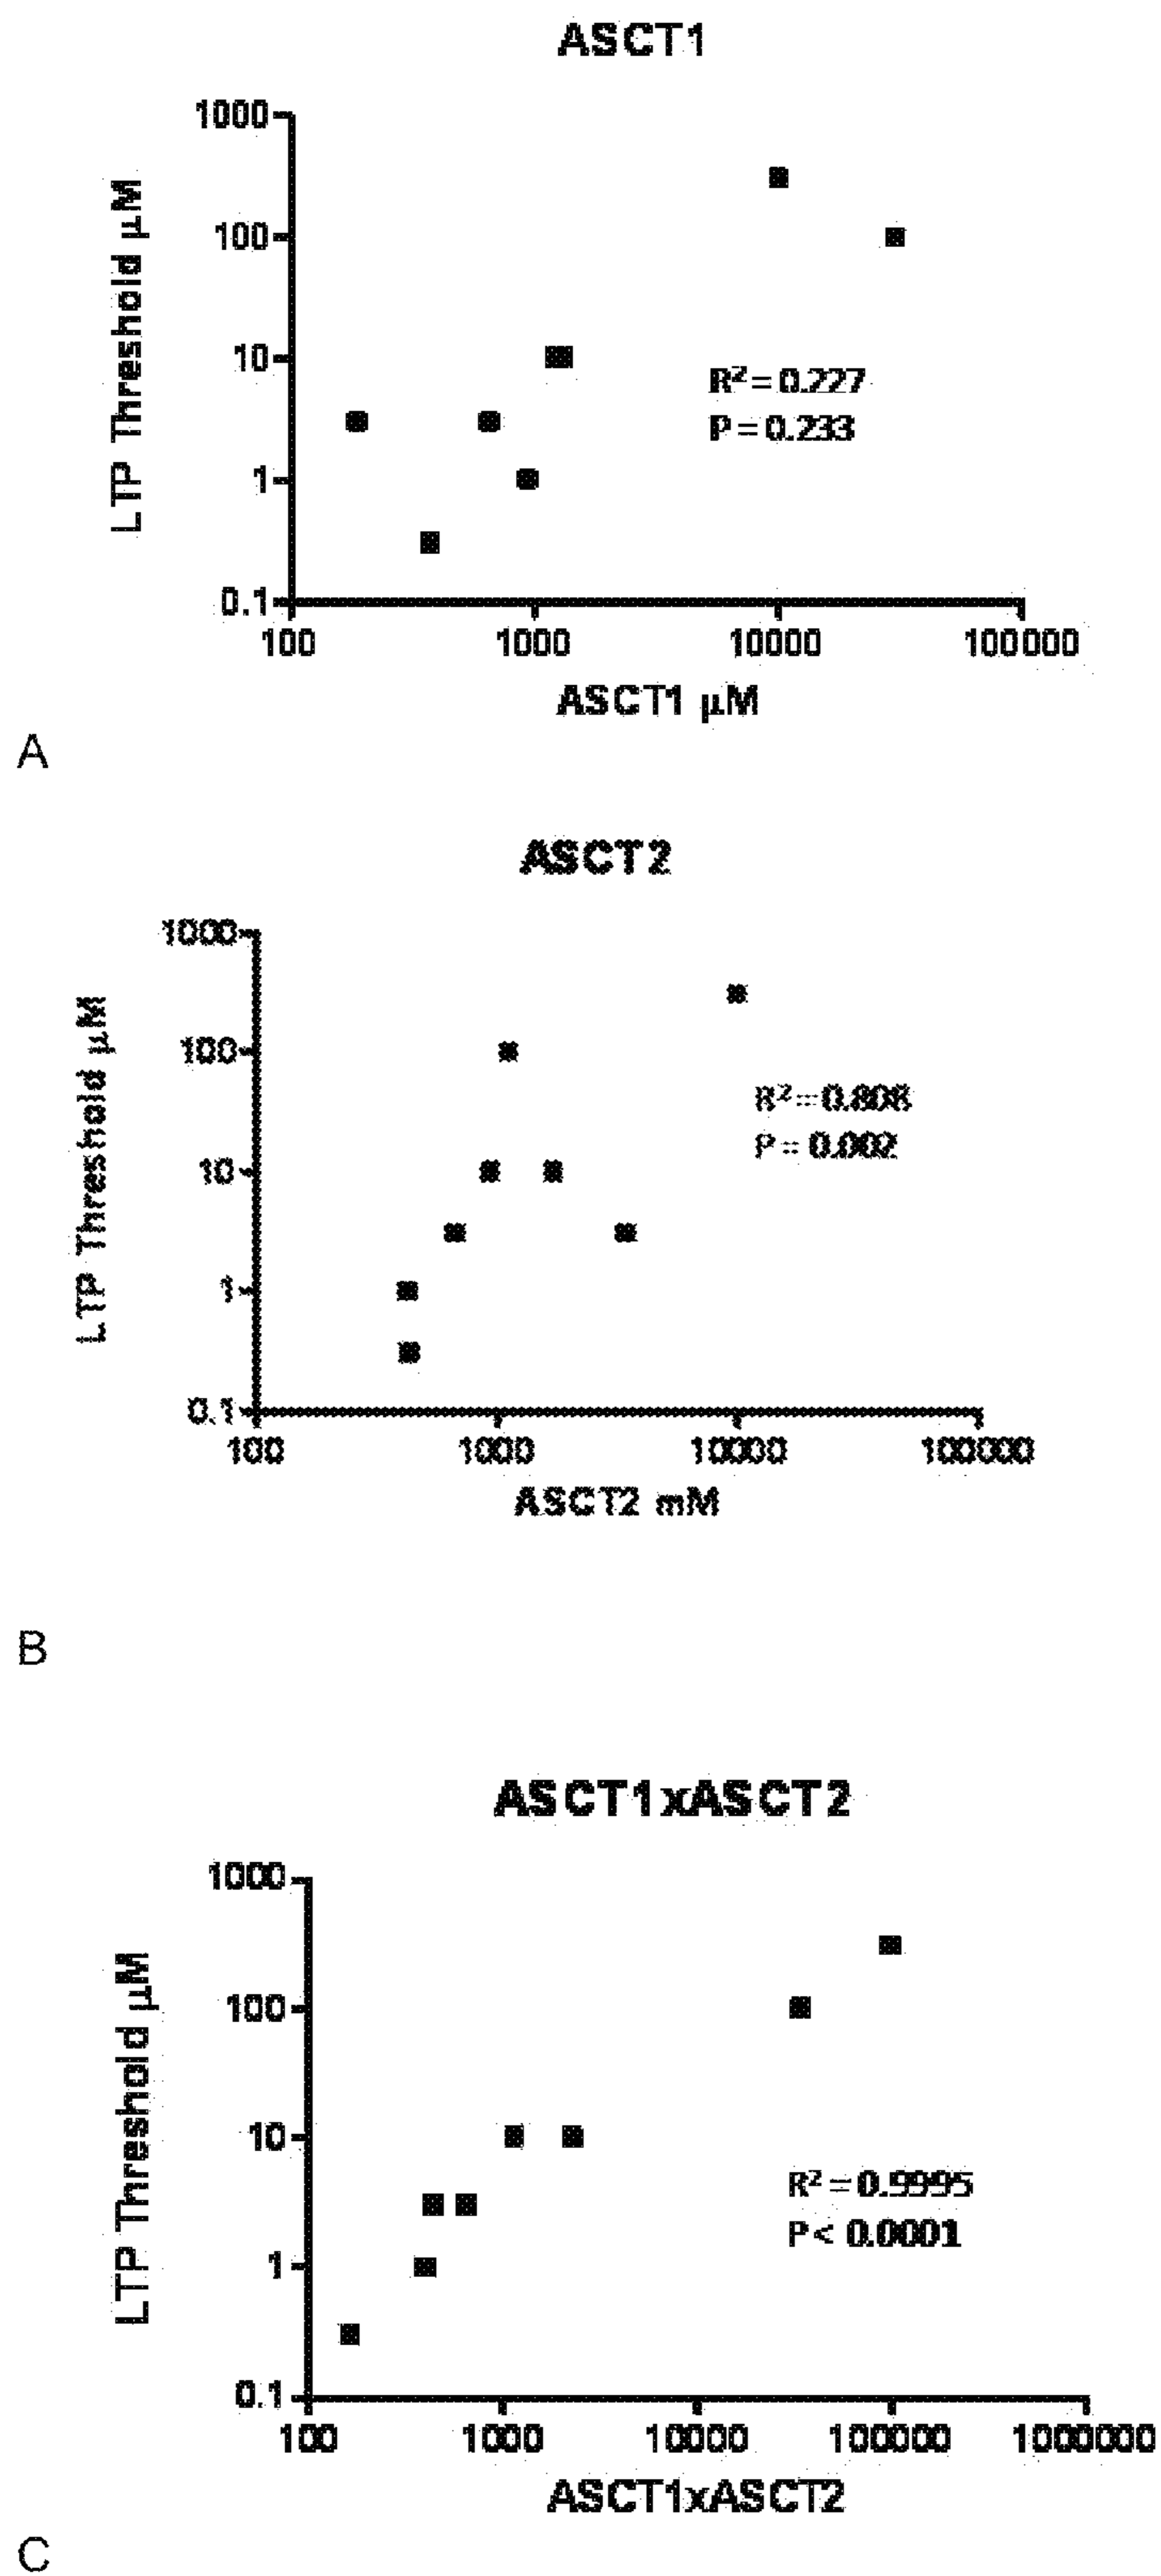 ASCT1
1000
100
10
1
0.1
LTP Threshold µM
R² = 0.227
P = 0.233
100 1000 10000 100000
ASCT1 µM
A
ASCT2
1000
100
10
1
0.1
LTP Threshold µM
R² = 0.808
P = 0.002
100 1000 10000 100000
ASCT2 mM
B
ASCT1xASCT2
1000
100
10
1
0.1
LTP Threshold µM
R² = 0.9995
P < 0.0001
100 1000 10000 100000 1000000
ASCT1xASCT2
C